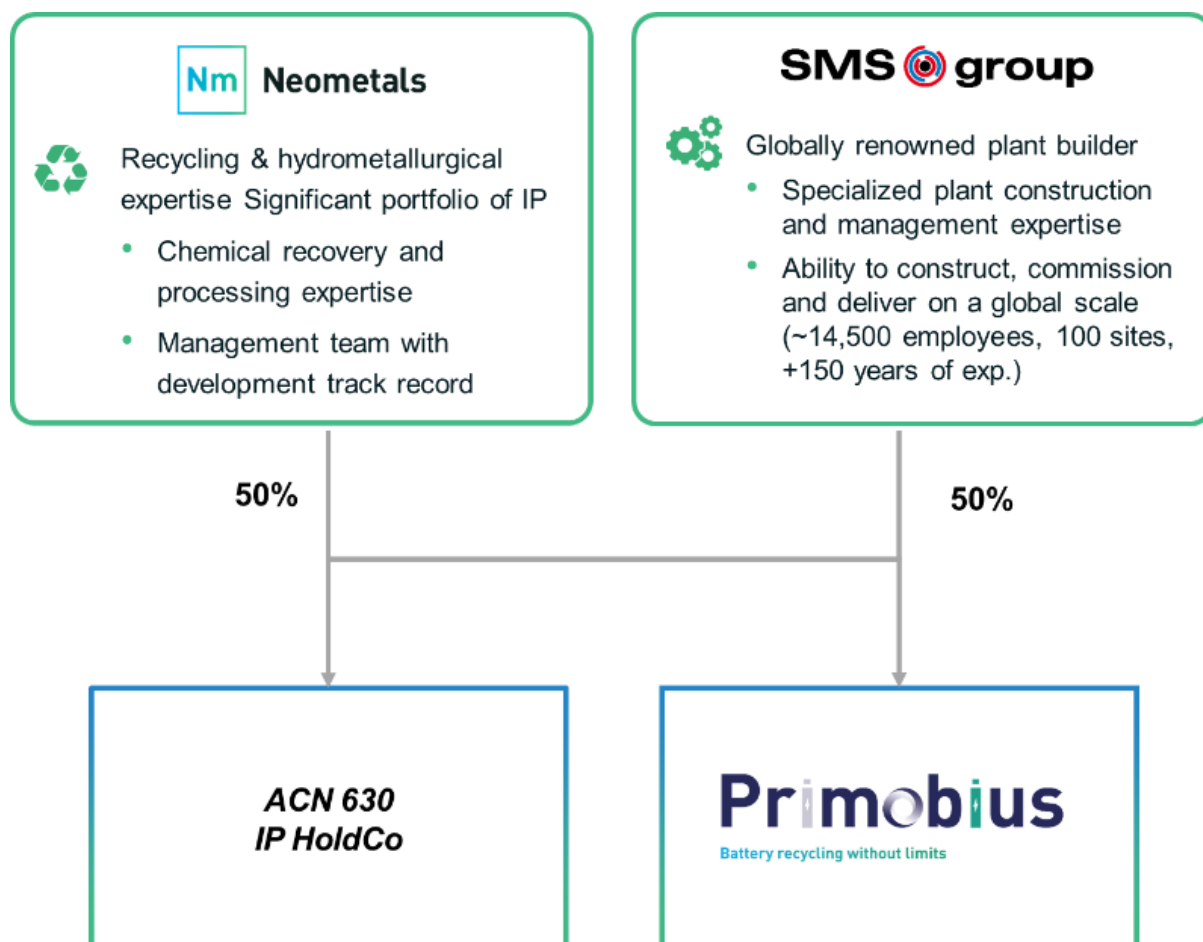 Nm Neometals
Recycling & hydrometallurgical
expertise Significant portfolio of IP
• Chemical recovery and
processing expertise
• Management team with
development track record
SMS group
Globally renowned plant builder
• Specialized plant construction
and management expertise
• Ability to construct, commission
and deliver on a global scale
(~14,500 employees, 100 sites,
+150 years of exp.)
50%
50%
ACN 630
IP HoldCo
Primobius
Battery recycling without limits